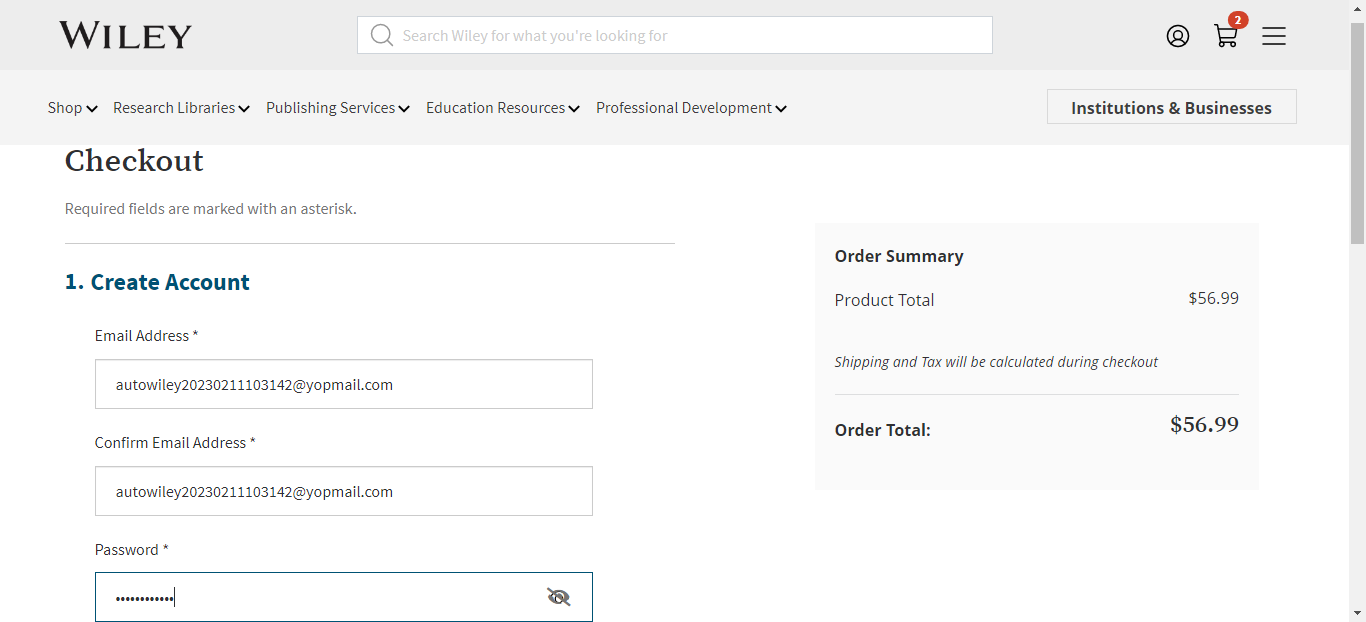 WILEY
Search Wiley for what you're looking for
2
Shop Research Libraries Publishing Services Education Resources Professional Development
Institutions & Businesses
Checkout
Required fields are marked with an asterisk.
1. Create Account
Email Address *
autowiley20230211103142@yopmail.com
Confirm Email Address *
autowiley20230211103142@yopmail.com
Password *
••••••••••••
Order Summary
Product Total $56.99
Shipping and Tax will be calculated during checkout
Order Total: $56.99